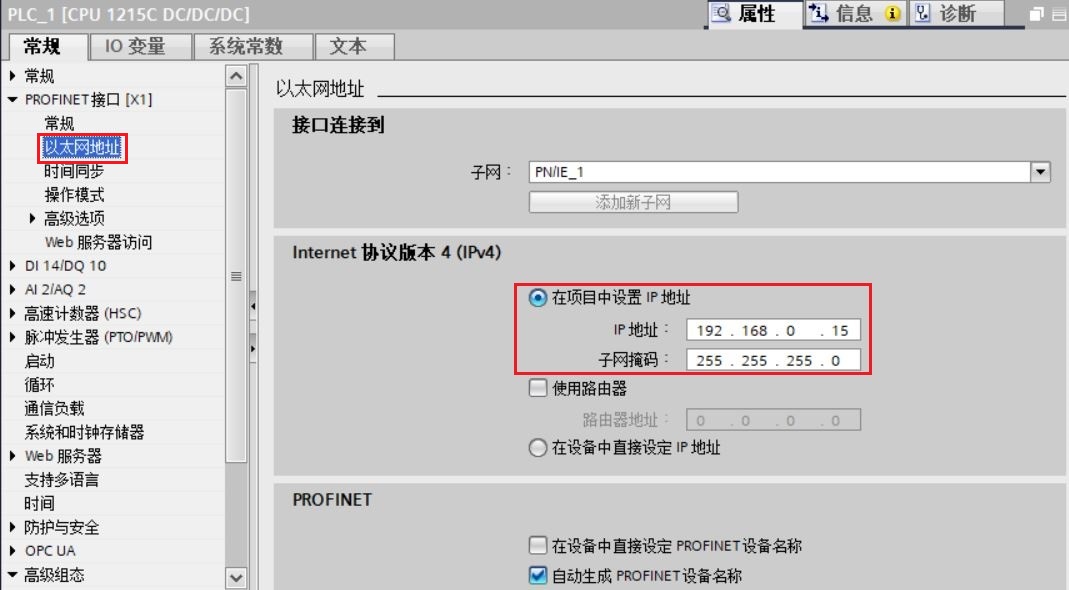 PLC_1 [CPU 1215C DC/DC/DC]
属性 信息 诊断
常规 IO 变量 系统常数 文本
常规
PROFINET接口 [X1]
常规
以太网地址
时间同步
操作模式
高级选项
Web 服务器访问
DI 14/DQ 10
AI 2/AQ 2
高速计数器 (HSC)
脉冲发生器 (PTO/PWM)
启动
循环
通信负载
系统和时钟存储器
Web 服务器
支持多语言
时间
防护与安全
OPC UA
高级组态
以太网地址
接口连接到
子网： PN/IE_1
添加新子网
Internet 协议版本 4 (IPv4)
在项目中设置 IP 地址
IP 地址： 192 . 168 . 0 . 15
子网掩码： 255 . 255 . 255 . 0
使用路由器
路由器地址： 0 . 0 . 0 . 0
在设备中直接设定 IP 地址
PROFINET
在设备中直接设定 PROFINET设备名称
自动生成 PROFINET设备名称